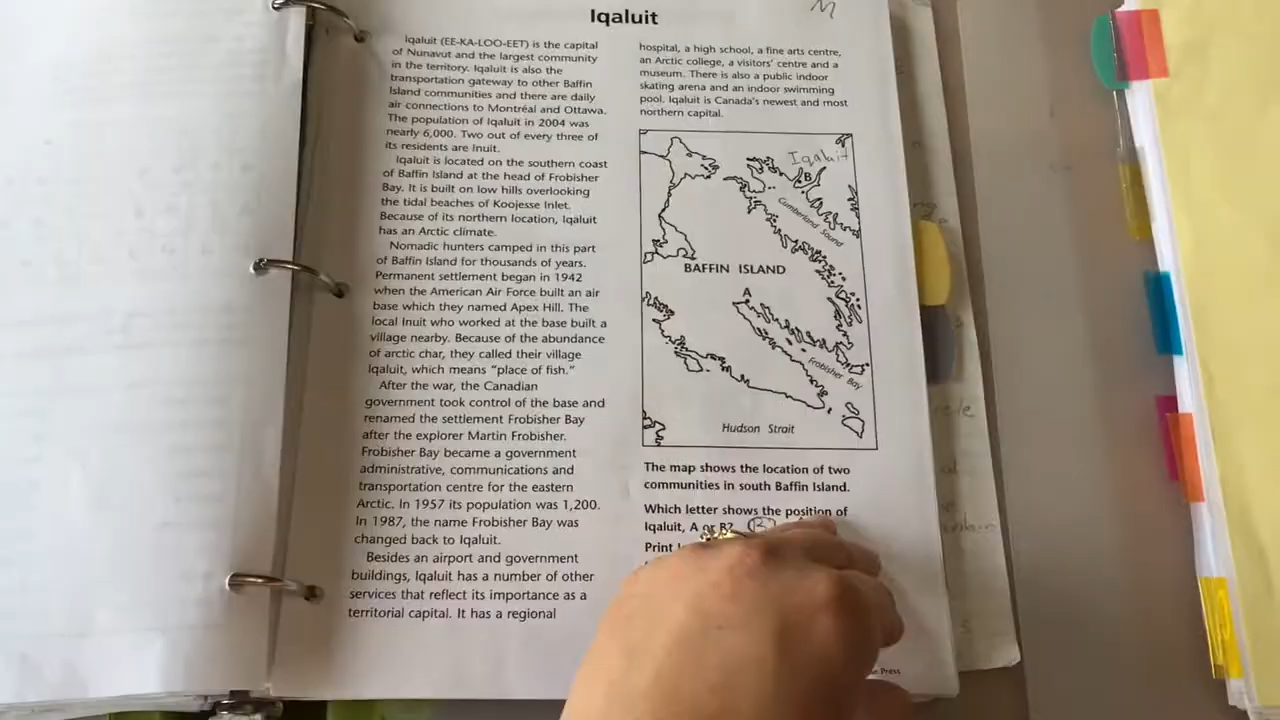 Iqaluit
M
Iqaluit (EE-KA-LOO-EET) is the capital
of Nunavut and the largest community
in the territory. Iqaluit is also the
transportation gateway to other Baffin
Island communities and there are daily
air connections to Montréal and Ottawa.
The population of Iqaluit in 2004 was
nearly 6,000. Two out of every three of
its residents are Inuit.
Iqaluit is located on the southern coast
of Baffin Island at the head of Frobisher
Bay. It is built on low hills overlooking
the tidal beaches of Koojesse Inlet.
Because of its northern location, Iqaluit
has an Arctic climate.
Nomadic hunters camped in this part
of Baffin Island for thousands of years.
Permanent settlement began in 1942
when the American Air Force built an air
base which they named Apex Hill. The
local Inuit who worked at the base built a
village nearby. Because of the abundance
of arctic char, they called their village
Iqaluit, which means “place of fish.”
After the war, the Canadian
government took control of the base and
renamed the settlement Frobisher Bay
after the explorer Martin Frobisher.
Frobisher Bay became a government
administrative, communications and
transportation centre for the eastern
Arctic. In 1957 its population was 1,200.
In 1987, the name Frobisher Bay was
changed back to Iqaluit.
Besides an airport and government
buildings, Iqaluit has a number of other
services that reflect its importance as a
territorial capital. It has a regional
hospital, a high school, a fine arts centre,
an Arctic college, a visitors’ centre and a
museum. There is also a public indoor
skating arena and an indoor swimming
pool. Iqaluit is Canada’s newest and most
northern capital.
Iqaluit
B
Cumberland Sound
BAFFIN ISLAND
A
Frobisher Bay
Hudson Strait
The map shows the location of two
communities in south Baffin Island.
Which letter shows the position of
Iqaluit, A or B? B
Print
Press